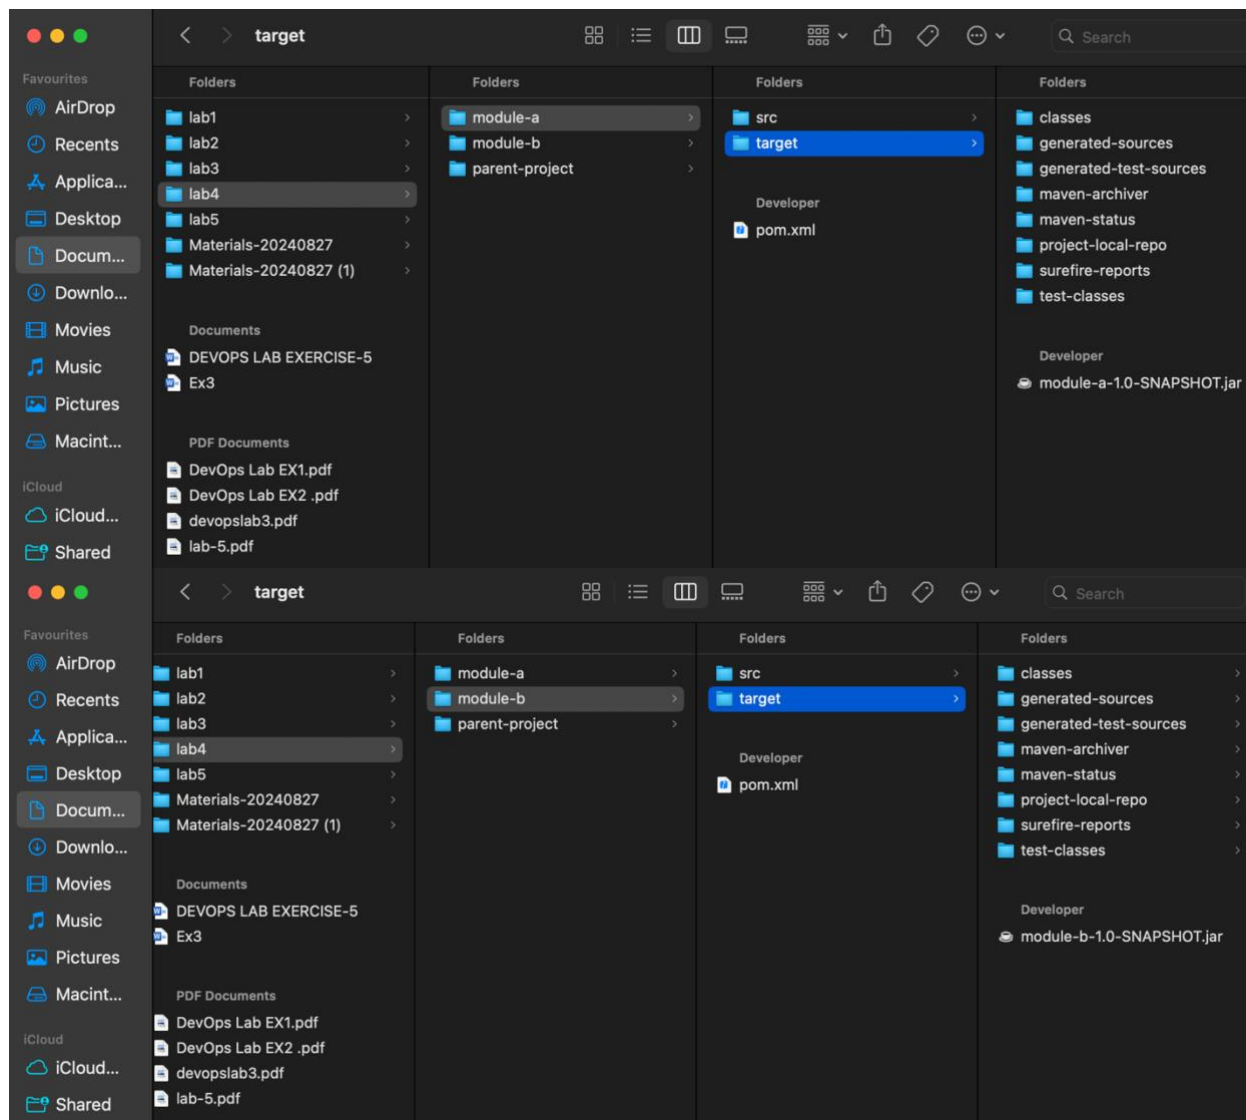 target
Search
Favourites
AirDrop
Recents
Applica...
Desktop
Docum...
Downlo...
Movies
Music
Pictures
Macint...
iCloud
iCloud...
Shared
Folders
lab1
lab2
lab3
lab4
lab5
Materials-20240827
Materials-20240827 (1)
Documents
DEVOPS LAB EXERCISE-5
Ex3
PDF Documents
DevOps Lab EX1.pdf
DevOps Lab EX2 .pdf
devopslab3.pdf
lab-5.pdf
Folders
module-a
module-b
parent-project
Folders
src
target
Developer
pom.xml
Folders
classes
generated-sources
generated-test-sources
maven-archiver
maven-status
project-local-repo
surefire-reports
test-classes
Developer
module-a-1.0-SNAPSHOT.jar
target
Search
Favourites
AirDrop
Recents
Applica...
Desktop
Docum...
Downlo...
Movies
Music
Pictures
Macint...
iCloud
iCloud...
Shared
Folders
lab1
lab2
lab3
lab4
lab5
Materials-20240827
Materials-20240827 (1)
Documents
DEVOPS LAB EXERCISE-5
Ex3
PDF Documents
DevOps Lab EX1.pdf
DevOps Lab EX2 .pdf
devopslab3.pdf
lab-5.pdf
Folders
module-a
module-b
parent-project
Folders
src
target
Developer
pom.xml
Folders
classes
generated-sources
generated-test-sources
maven-archiver
maven-status
project-local-repo
surefire-reports
test-classes
Developer
module-b-1.0-SNAPSHOT.jar